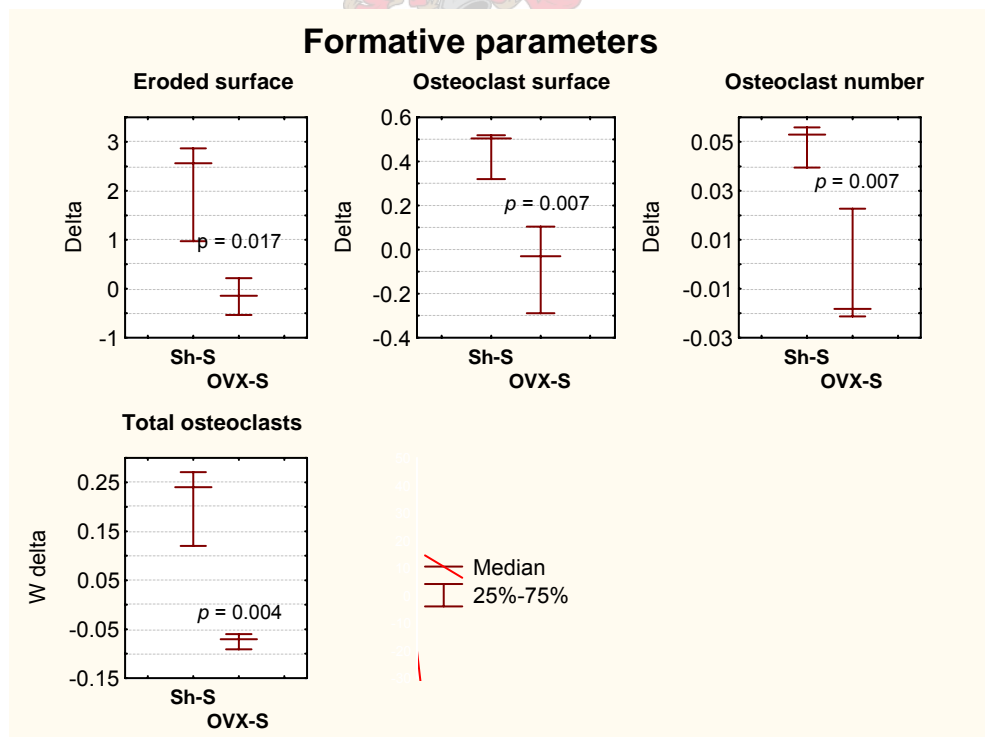 Formative parameters
Eroded surface
Delta
3
2
1
0
-1
p = 0.017
Sh-S
OVX-S
Osteoclast surface
Delta
0.6
0.4
0.2
0.0
-0.2
-0.4
p = 0.007
Sh-S
OVX-S
Osteoclast number
Delta
0.05
0.03
0.01
-0.01
-0.03
p = 0.007
Sh-S
OVX-S
Total osteoclasts
W delta
0.25
0.15
0.05
-0.05
-0.15
p = 0.004
Sh-S
OVX-S
Median
25%-75%